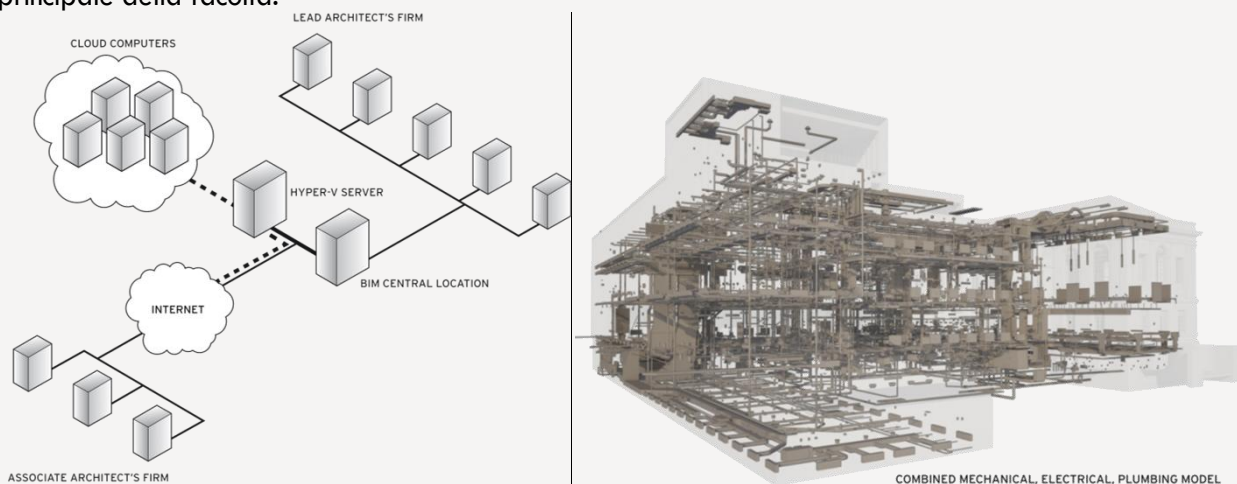 principale della facoltà.
LEAD ARCHITECT'S FIRM
CLOUD COMPUTERS
HYPER-V SERVER
BIM CENTRAL LOCATION
INTERNET
ASSOCIATE ARCHITECT'S FIRM
COMBINED MECHANICAL, ELECTRICAL, PLUMBING MODEL